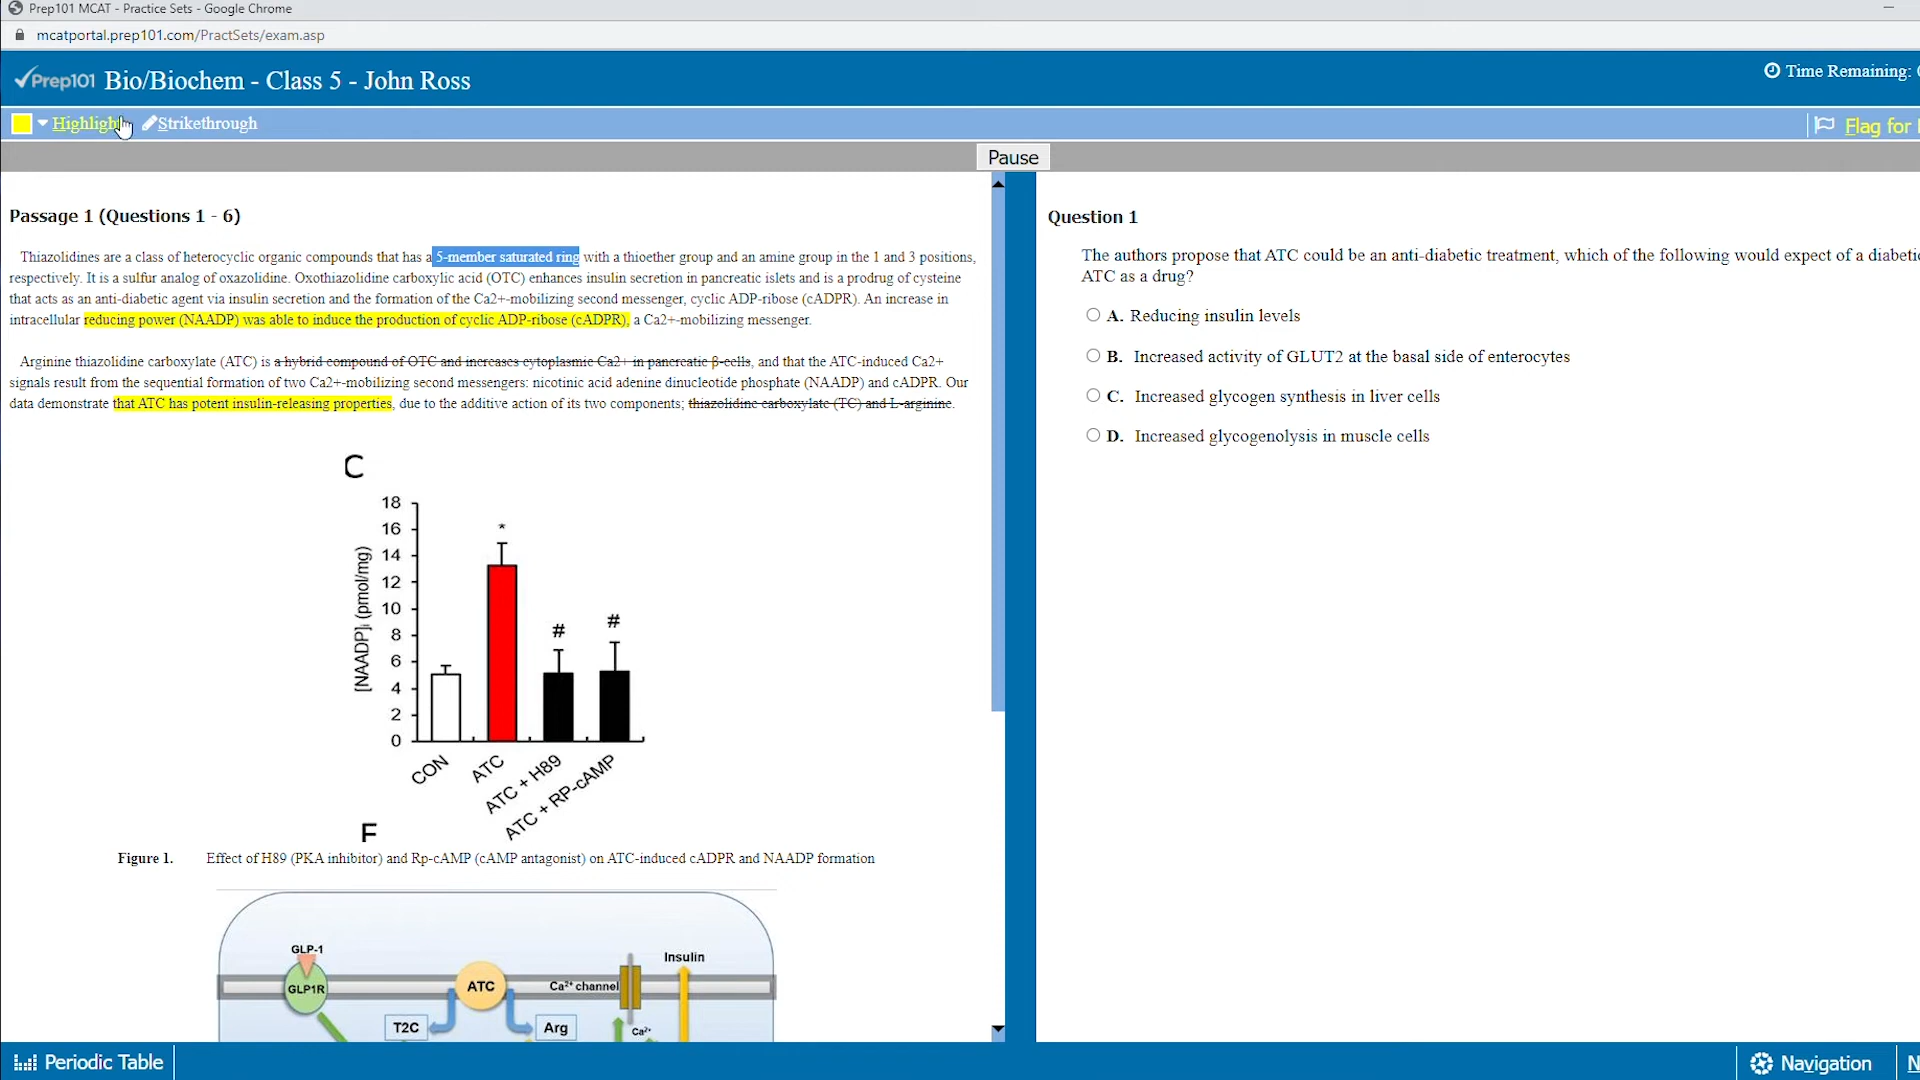 Prep101 MCAT - Practice Sets - Google Chrome
mcatportal.prep101.com/PractSets/exam.asp
Prep101 Bio/Biochem - Class 5 - John Ross
Time Remaining:
Highlight Strikethrough
Flag for
Pause
Passage 1 (Questions 1 - 6)
Thiazolidines are a class of heterocyclic organic compounds that has a 5-member saturated ring with a thioether group and an amine group in the 1 and 3 positions,
respectively. It is a sulfur analog of oxazolidine. Oxothiazolidine carboxylic acid (OTC) enhances insulin secretion in pancreatic islets and is a prodrug of cysteine
that acts as an anti-diabetic agent via insulin secretion and the formation of the Ca2+-mobilizing second messenger, cyclic ADP-ribose (cADPR). An increase in
intracellular reducing power (NAADP) was able to induce the production of cyclic ADP-ribose (cADPR), a Ca2+-mobilizing messenger.
Arginine thiazolidine carboxylate (ATC) is a hybrid compound of OTC and increases cytoplasmic Ca2+ in pancreatic β-cells, and that the ATC-induced Ca2+
signals result from the sequential formation of two Ca2+-mobilizing second messengers: nicotinic acid adenine dinucleotide phosphate (NAADP) and cADPR. Our
data demonstrate that ATC has potent insulin-releasing properties, due to the additive action of its two components; thiazolidine carboxylate (TC) and L-arginine.
C
18
16
14
12
10
8
6
4
2
0
[NAADP]i (pmol/mg)
*
#
#
CON
ATC
ATC + H89
ATC + RP-cAMP
F
Figure 1. Effect of H89 (PKA inhibitor) and Rp-cAMP (cAMP antagonist) on ATC-induced cADPR and NAADP formation
GLP-1
GLP1R
ATC
Ca2+ channel
Insulin
T2C
Arg
Ca2+
Question 1
The authors propose that ATC could be an anti-diabetic treatment, which of the following would expect of a diabetic
ATC as a drug?
A. Reducing insulin levels
B. Increased activity of GLUT2 at the basal side of enterocytes
C. Increased glycogen synthesis in liver cells
D. Increased glycogenolysis in muscle cells
Periodic Table
Navigation
N